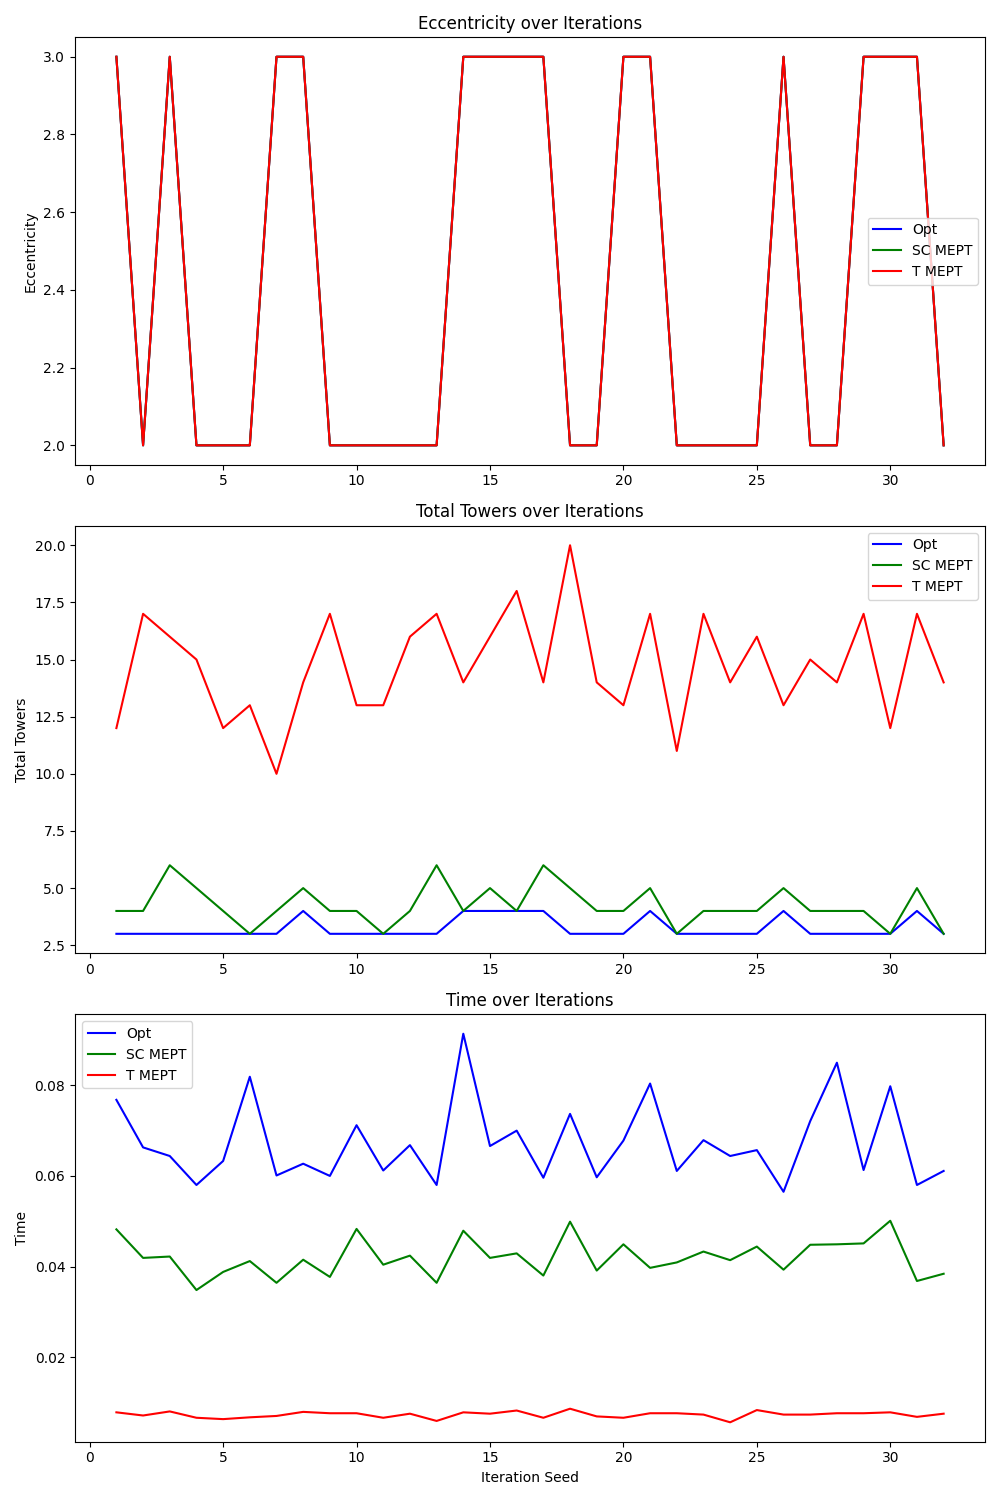 Eccentricity over Iterations
3.0
2.8
2.6
2.4
2.2
2.0
Eccentricity
Opt
SC MEPT
T MEPT
0 5 10 15 20 25 30
Total Towers over Iterations
20.0
17.5
15.0
12.5
10.0
7.5
5.0
2.5
Total Towers
Opt
SC MEPT
T MEPT
0 5 10 15 20 25 30
Time over Iterations
Opt
SC MEPT
T MEPT
0.08
0.06
0.04
0.02
Time
0 5 10 15 20 25 30
Iteration Seed